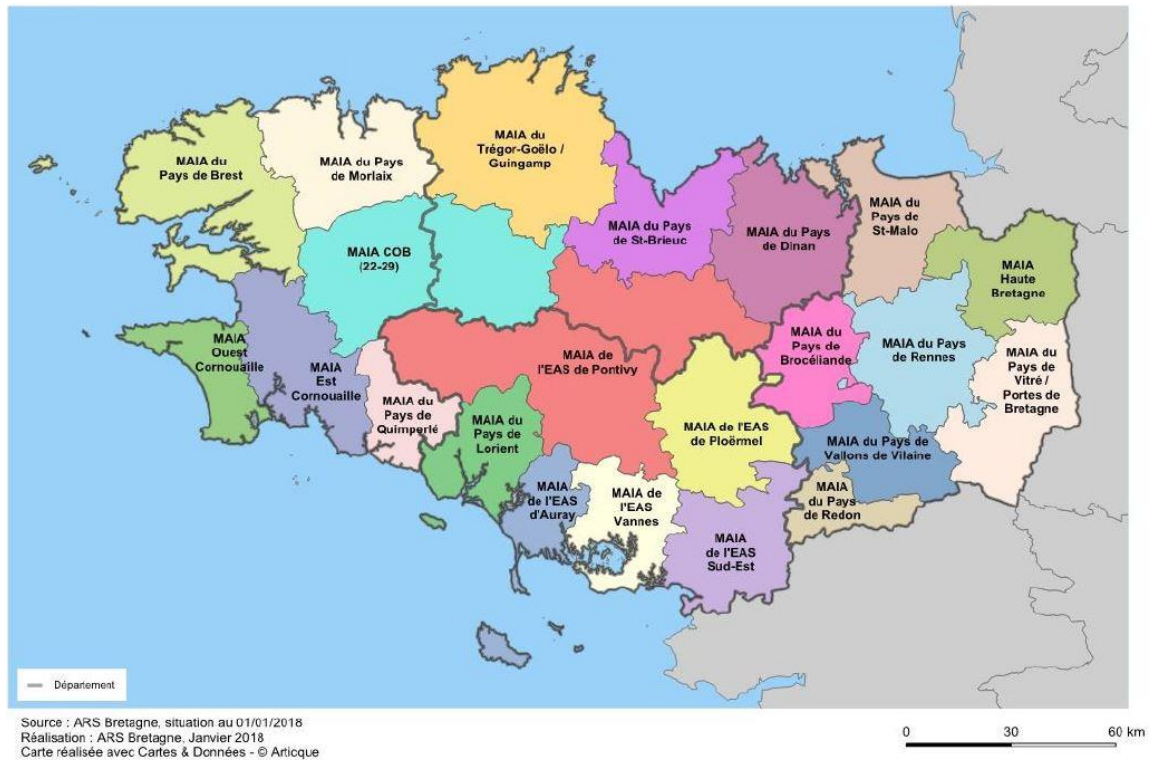 MAIA du
Trégor-Goëlo /
Guingamp
MAIA du
Pays de Brest
MAIA du Pays
de Morlaix
MAIA du Pays
de St-Brieuc
MAIA du Pays
de Dinan
MAIA du
Pays de
St-Malo
MAIA COB
(22-29)
MAIA
Haute
Bretagne
MAIA
Ouest
Cornouaille
MAIA
Est
Cornouaille
MAIA de
l'EAS de Pontivy
MAIA du
Pays de
Brocéliande
MAIA du Pays
de Rennes
MAIA du
Pays de
Vitré /
Portes de
Bretagne
MAIA du
Pays de
Quimperlé
MAIA du
Pays de
Lorient
MAIA de l'EAS
de Ploërmel
MAIA du Pays de
Vallons de Vilaine
MAIA
de l'EAS
d'Auray
MAIA de
l'EAS
Vannes
MAIA
du Pays
de Redon
MAIA
de l'EAS
Sud-Est
Département
Source : ARS Bretagne, situation au 01/01/2018
Réalisation : ARS Bretagne, Janvier 2018
Carte réalisée avec Cartes & Données - © Articque
0 30 60 km